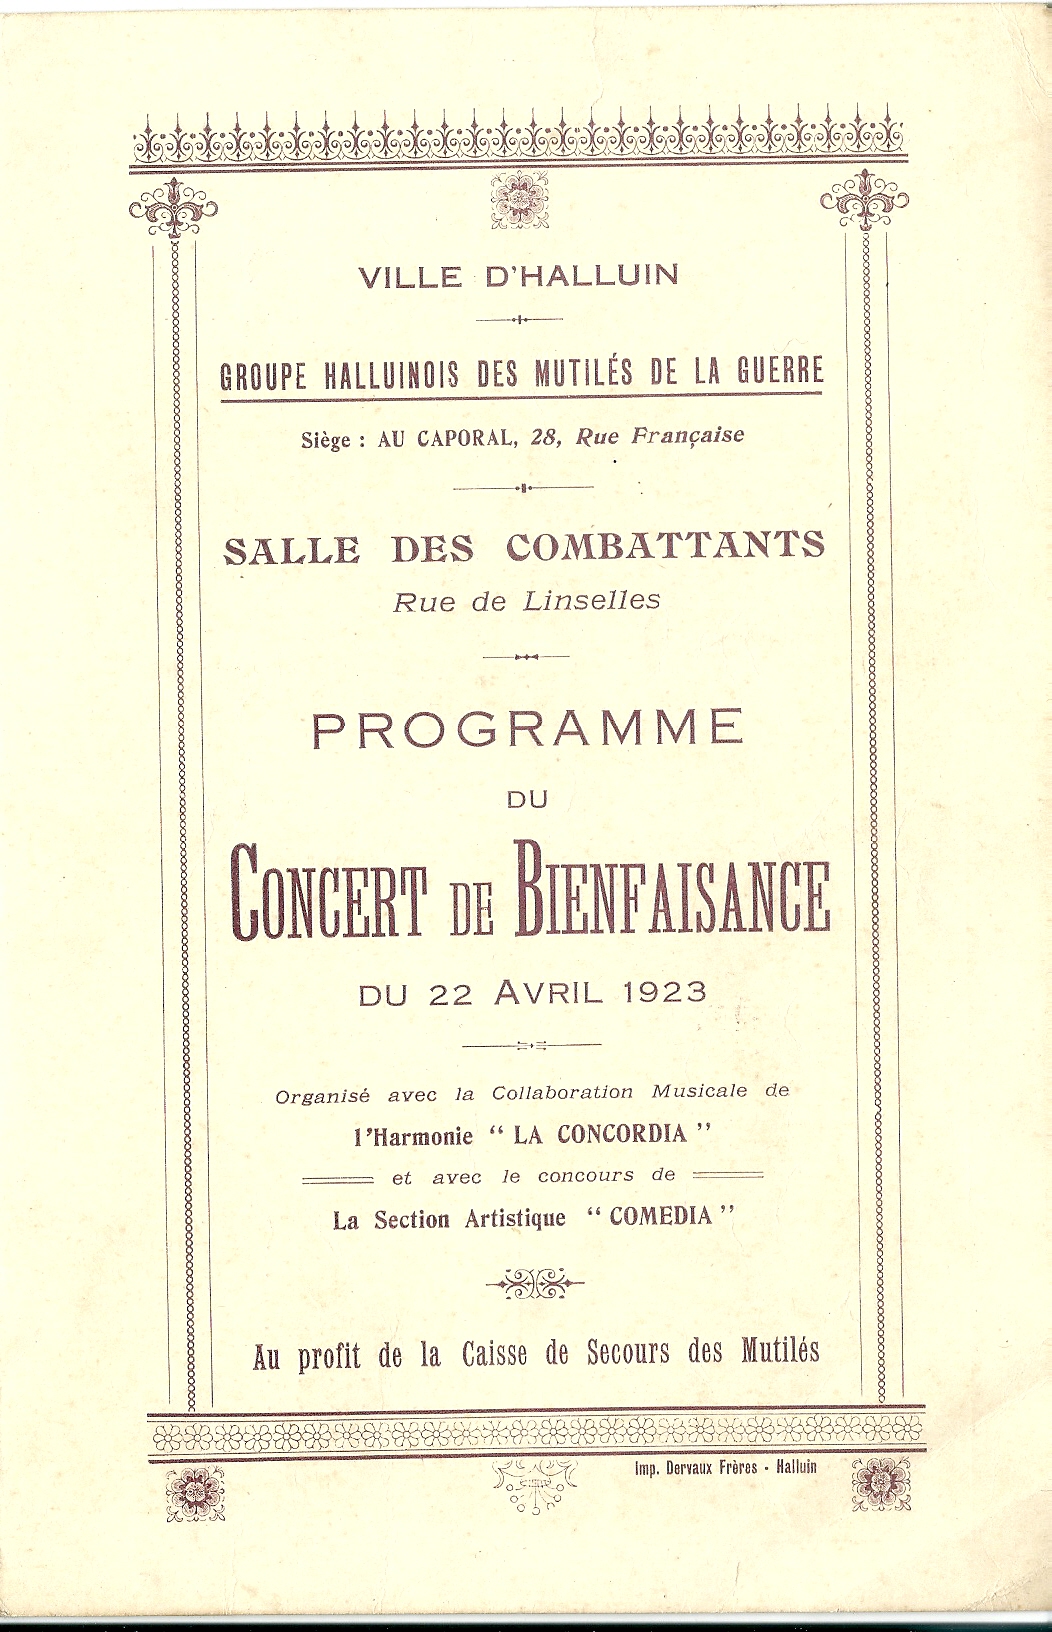 VILLE D'HALLUIN
GROUPE HALLUINOIS DES MUTILÉS DE LA GUERRE
Siège : AU CAPORAL, 28, Rue Française
SALLE DES COMBATTANTS
Rue de Linselles
PROGRAMME
DU
CONCERT DE BIENFAISANCE
DU 22 AVRIL 1923
Organisé avec la Collaboration Musicale de
l'Harmonie “ LA CONCORDIA ”
et avec le concours de
La Section Artistique “ COMEDIA ”
Au profit de la Caisse de Secours des Mutilés
Imp. Dervaux Frères - Halluin